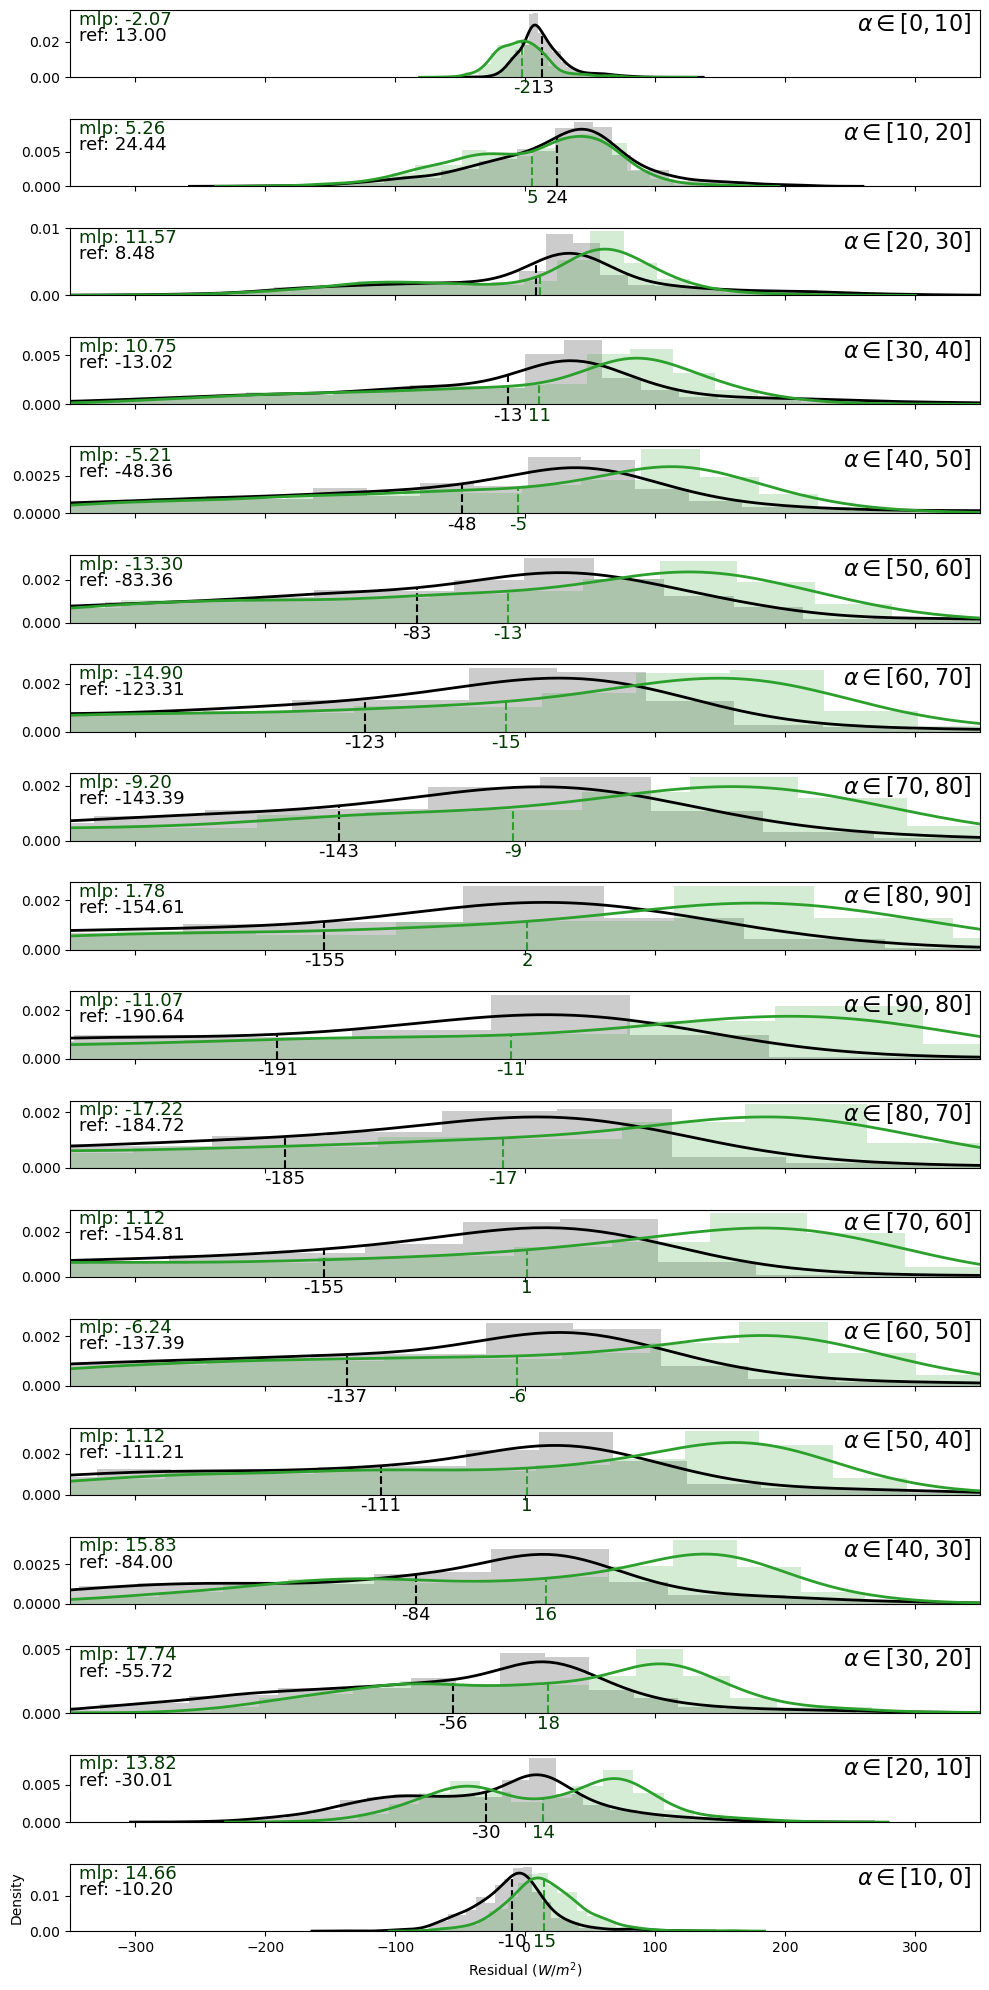 mlp: -2.07
ref: 13.00
α ∈ [0, 10]
0.02
0.00
-2 13
mlp: 5.26
ref: 24.44
α ∈ [10, 20]
0.005
0.000
5 24
mlp: 11.57
ref: 8.48
α ∈ [20, 30]
0.01
0.00
mlp: 10.75
ref: -13.02
α ∈ [30, 40]
0.005
0.000
-13 11
mlp: -5.21
ref: -48.36
α ∈ [40, 50]
0.0025
0.0000
-48 -5
mlp: -13.30
ref: -83.36
α ∈ [50, 60]
0.002
0.000
-83 -13
mlp: -14.90
ref: -123.31
α ∈ [60, 70]
0.002
0.000
-123 -15
mlp: -9.20
ref: -143.39
α ∈ [70, 80]
0.002
0.000
-143 -9
mlp: 1.78
ref: -154.61
α ∈ [80, 90]
0.002
0.000
-155 2
mlp: -11.07
ref: -190.64
α ∈ [90, 80]
0.002
0.000
-191 -11
mlp: -17.22
ref: -184.72
α ∈ [80, 70]
0.002
0.000
-185 -17
mlp: 1.12
ref: -154.81
α ∈ [70, 60]
0.002
0.000
-155 1
mlp: -6.24
ref: -137.39
α ∈ [60, 50]
0.002
0.000
-137 -6
mlp: 1.12
ref: -111.21
α ∈ [50, 40]
0.002
0.000
-111 1
mlp: 15.83
ref: -84.00
α ∈ [40, 30]
0.0025
0.0000
-84 16
mlp: 17.74
ref: -55.72
α ∈ [30, 20]
0.005
0.000
-56 18
mlp: 13.82
ref: -30.01
α ∈ [20, 10]
0.005
0.000
-30 14
mlp: 14.66
ref: -10.20
α ∈ [10, 0]
0.01
0.00
Density
-10 15
−300 −200 −100 0 100 200 300
Residual (W/m²)